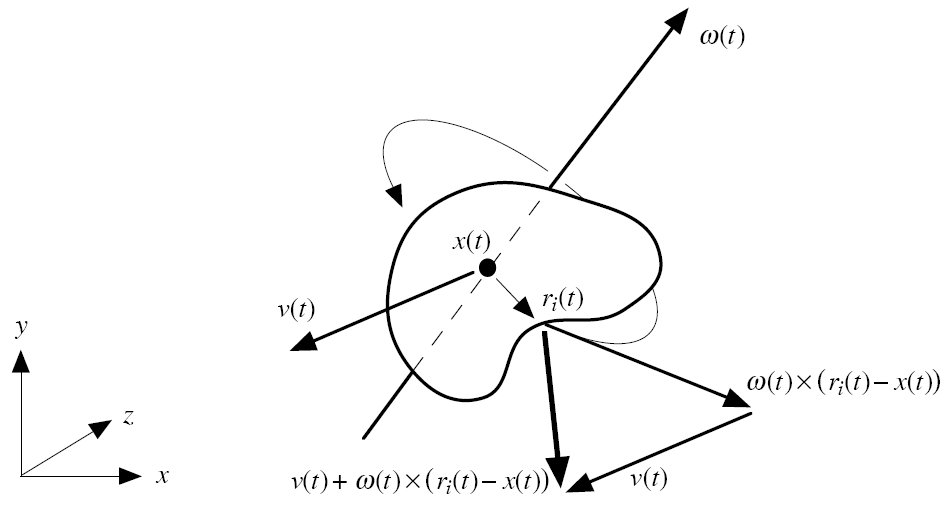 ω(t)
x(t)
r_i(t)
v(t)
y
ω(t) × (r_i(t) − x(t))
z
x
v(t) + ω(t) × (r_i(t) − x(t))
v(t)